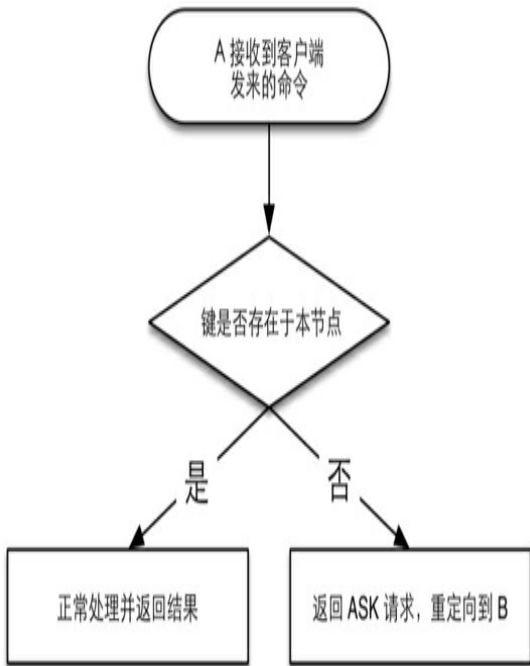 A 接收到客户端
发来的命令
键是否存在于本节点
是
否
正常处理并返回结果
返回 ASK 请求，重定向到 B